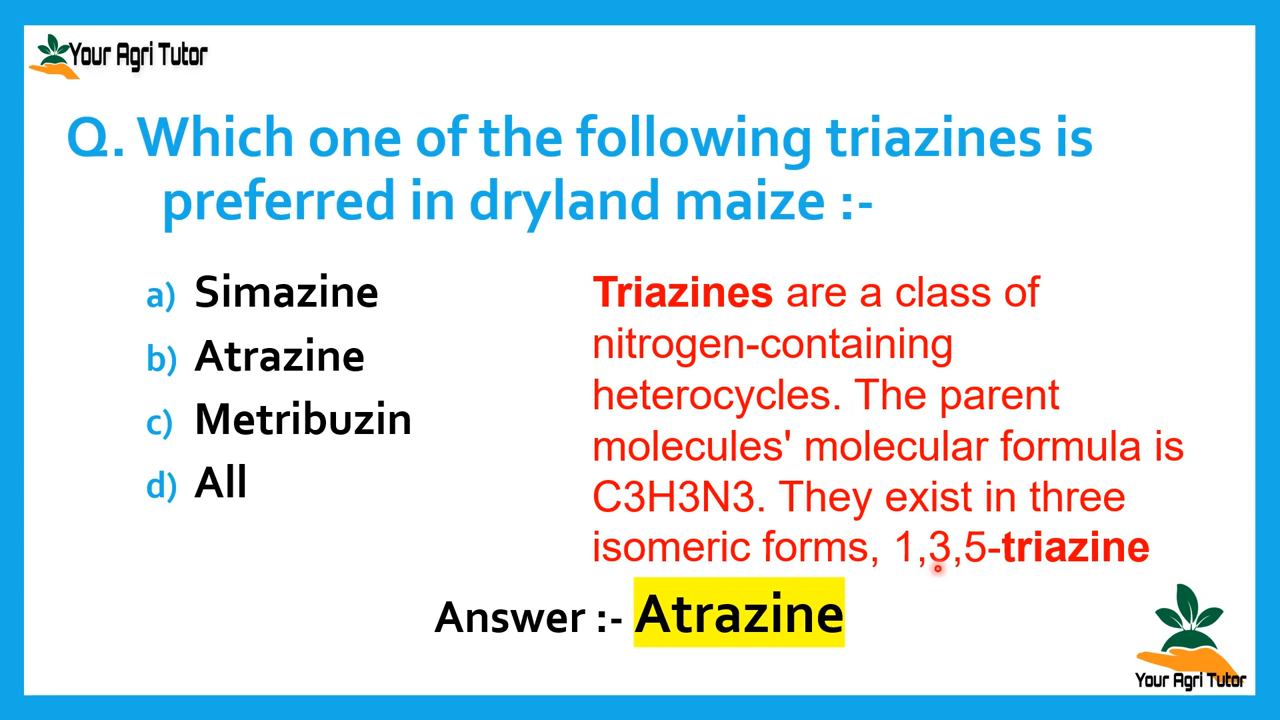 Your Agri Tutor
Q. Which one of the following triazines is
preferred in dryland maize :-
a) Simazine
b) Atrazine
c) Metribuzin
d) All
Triazines are a class of
nitrogen-containing
heterocycles. The parent
molecules' molecular formula is
C3H3N3. They exist in three
isomeric forms, 1,3,5-triazine
Answer :- Atrazine
Your Agri Tutor